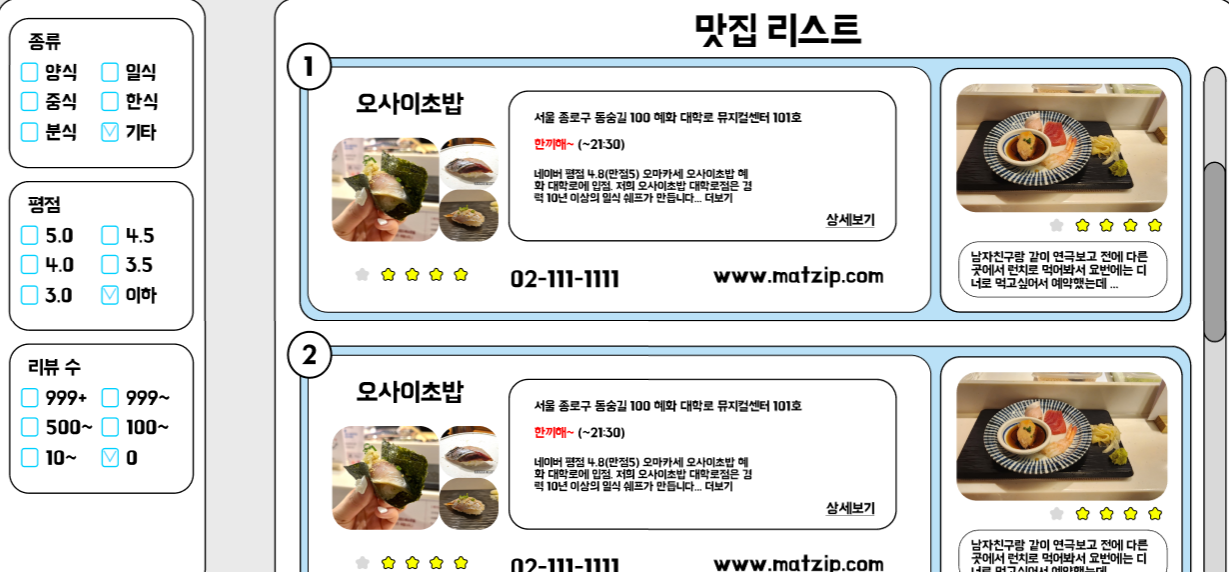 종류
양식 일식
중식 한식
분식 기타
평점
5.0 4.5
4.0 3.5
3.0 이하
리뷰 수
999+ 999~
500~ 100~
10~ 0
맛집 리스트
1
오사이초밥
서울 종로구 동숭길 100 혜화 대학로 뮤지컬센터 101호
한끼해~ (~21:30)
네이버 평점 4.8(만점5) 오마카세 오사이초밥 혜
화 대학로에 입점. 저희 오사이초밥 대학로점은 경
력 10년 이상의 일식 쉐프가 만듭니다... 더보기
상세보기
02-111-1111
www.matzip.com
남자친구랑 같이 연극보고 전에 다른
곳에서 런치로 먹어봐서 요번에는 디
너로 먹고싶어서 예약했는데 ...
2
오사이초밥
서울 종로구 동숭길 100 혜화 대학로 뮤지컬센터 101호
한끼해~ (~21:30)
네이버 평점 4.8(만점5) 오마카세 오사이초밥 혜
화 대학로에 입점. 저희 오사이초밥 대학로점은 경
력 10년 이상의 일식 쉐프가 만듭니다... 더보기
상세보기
02-111-1111
www.matzip.com
남자친구랑 같이 연극보고 전에 다른
곳에서 런치로 먹어봐서 요번에는 디
너로 먹고싶어서 예약했는데